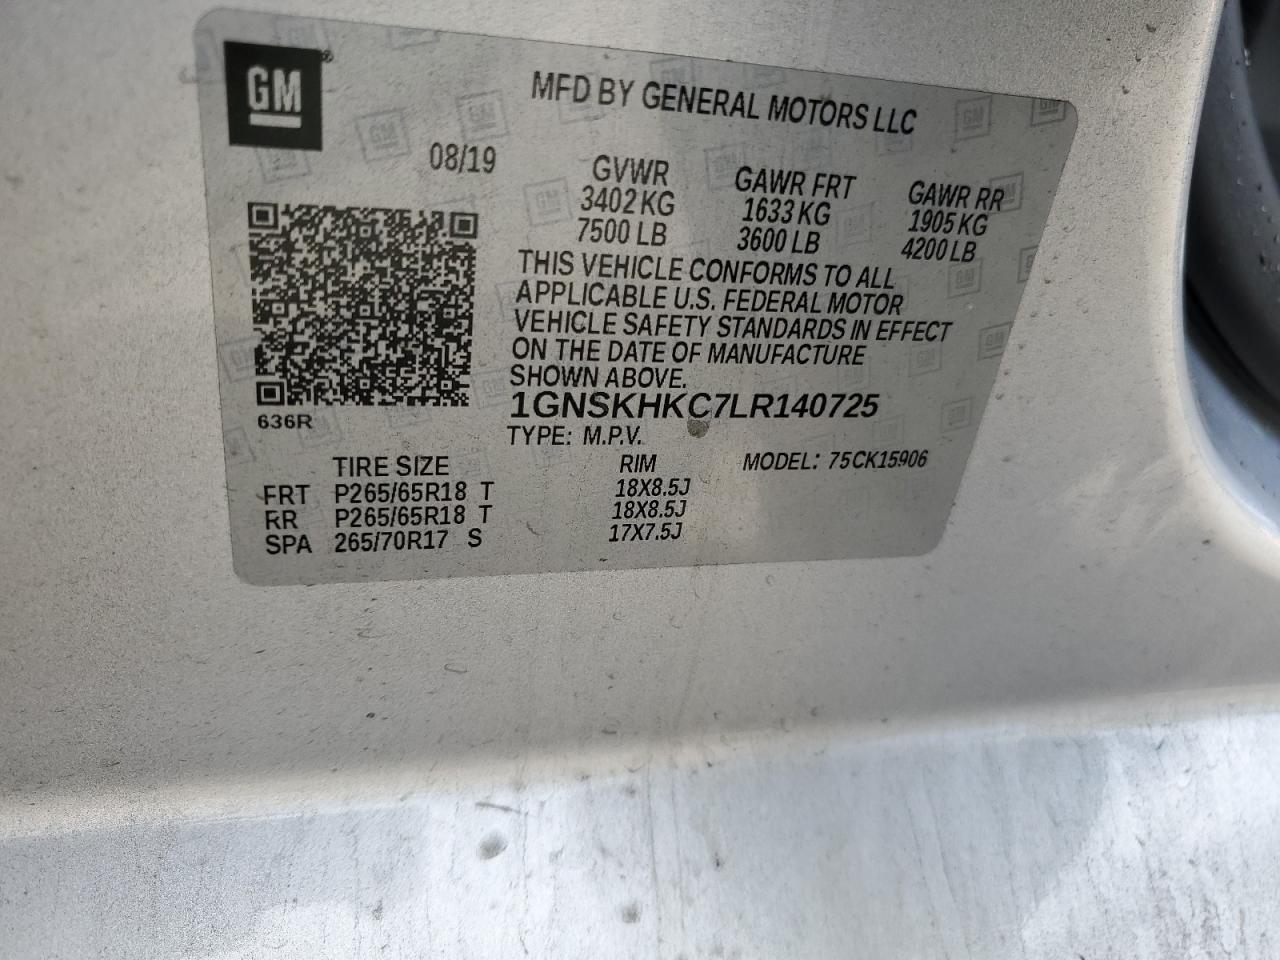 GM®
MFD BY GENERAL MOTORS LLC
08/19
GVWR GAWR FRT GAWR RR
3402 KG 1633 KG 1905 KG
7500 LB 3600 LB 4200 LB
THIS VEHICLE CONFORMS TO ALL
APPLICABLE U.S. FEDERAL MOTOR
VEHICLE SAFETY STANDARDS IN EFFECT
ON THE DATE OF MANUFACTURE
SHOWN ABOVE.
1GNSKHKC7LR140725
636R
TYPE: M.P.V.
MODEL: 75CK15906
TIRE SIZE RIM
FRT P265/65R18 T 18X8.5J
RR P265/65R18 T 18X8.5J
SPA 265/70R17 S 17X7.5J